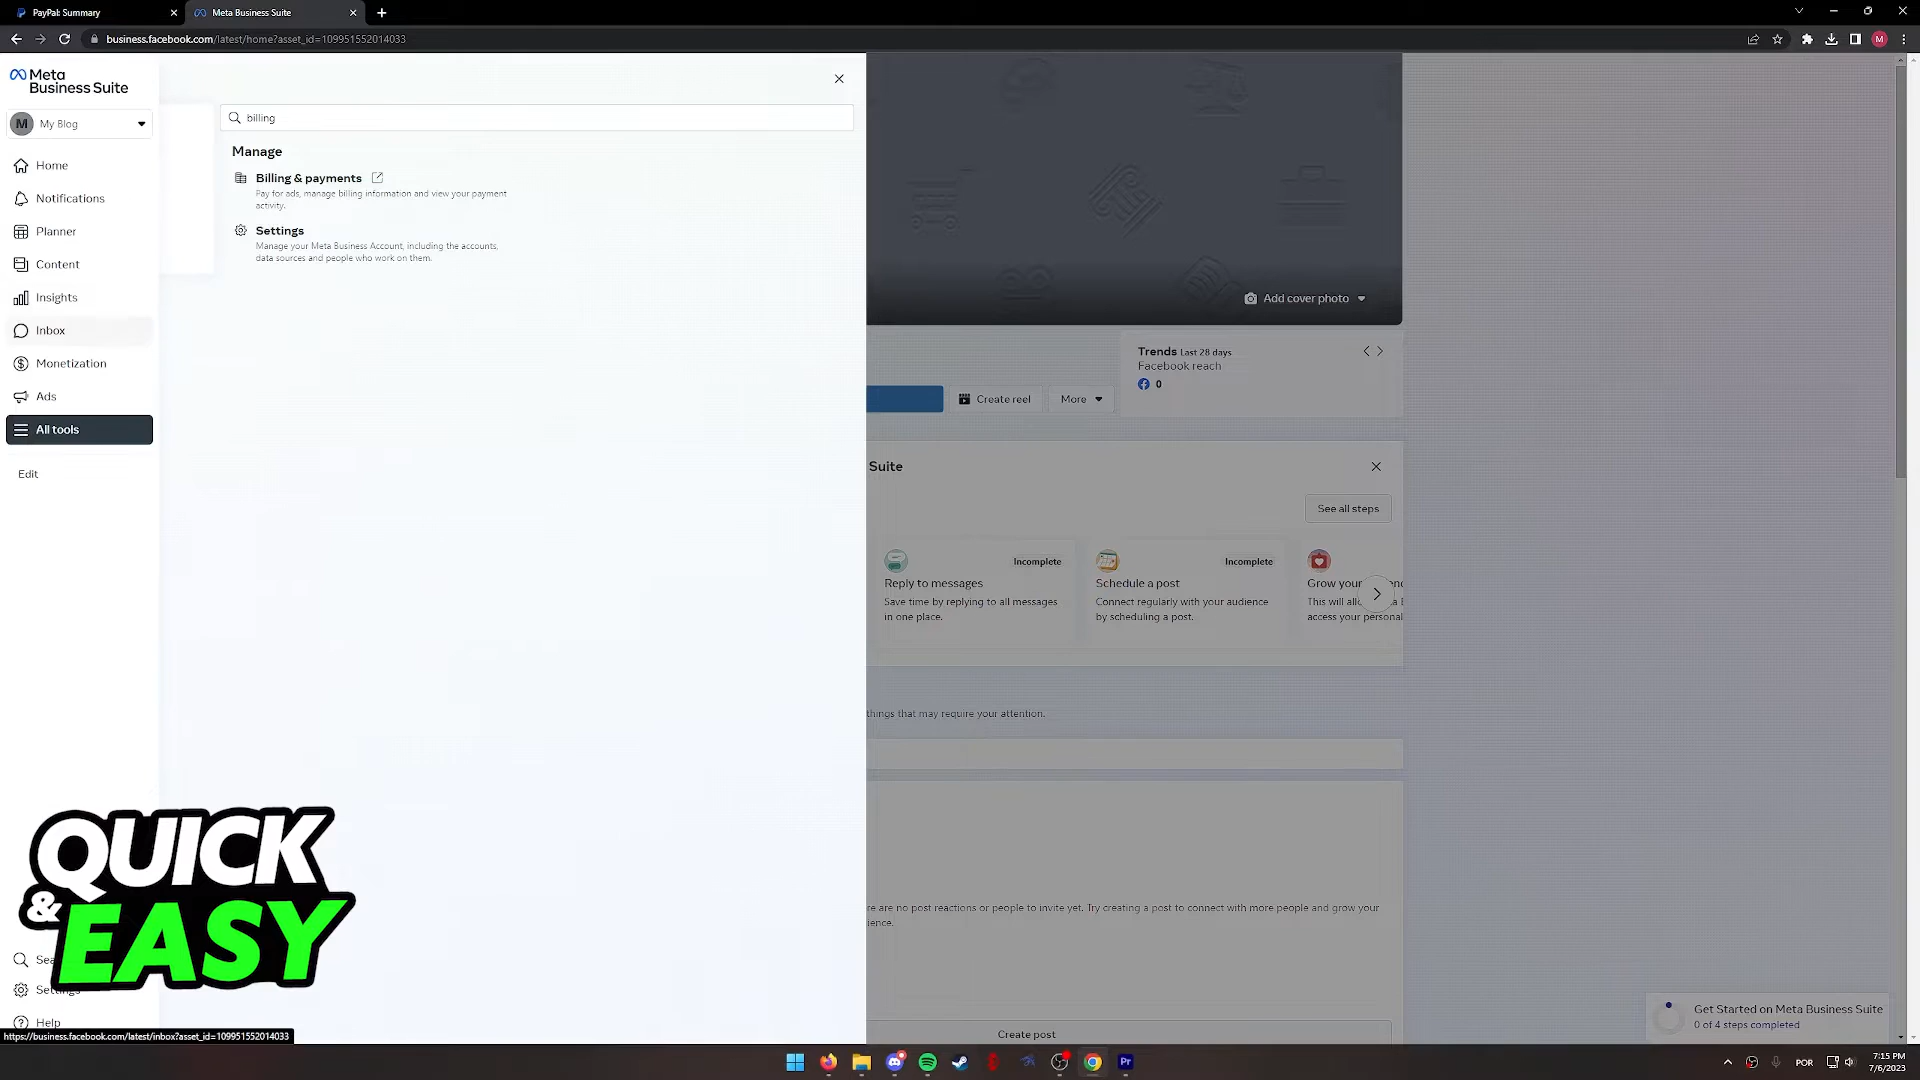 PayPal: Summary
Meta Business Suite
business.facebook.com/latest/home?asset_id=109951552014033
M
Meta
Business Suite
M My Blog
Home
Notifications
Planner
Content
Insights
Inbox
Monetization
Ads
All tools
Edit
Settings
Help
https://business.facebook.com/latest/inbox?asset_id=109951552014033
billing
Manage
Billing & payments
Pay for ads, manage billing information and view your payment
activity.
Settings
Manage your Meta Business Account, including the accounts,
data sources and people who work on them.
Add cover photo
Trends Last 28 days
Facebook reach
0
Create reel
More
Suite
See all steps
Incomplete
Reply to messages
Save time by replying to all messages
in one place.
Incomplete
Schedule a post
Connect regularly with your audience
by scheduling a post.
Grow your
This will
access your personal
things that may require your attention.
re are no post reactions or people to invite yet. Try creating a post to connect with more people and grow your
ience.
Create post
Get Started on Meta Business Suite
0 of 4 steps completed
QUICK
& EASY
Pr
POR
7:15 PM
7/6/2023